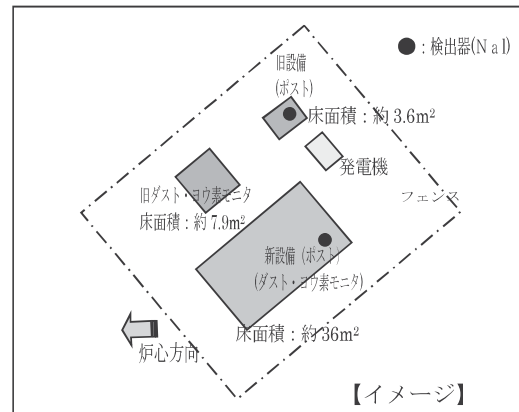 ●:検出器(NaI)
旧設備
(ポスト)
床面積:約3.6m²
発電機
フェンス
旧ダスト・ヨウ素モニタ
床面積:約7.9m²
新設備(ポスト)
(ダスト・ヨウ素モニタ)
床面積:約36m²
炉心方向
【イメージ】